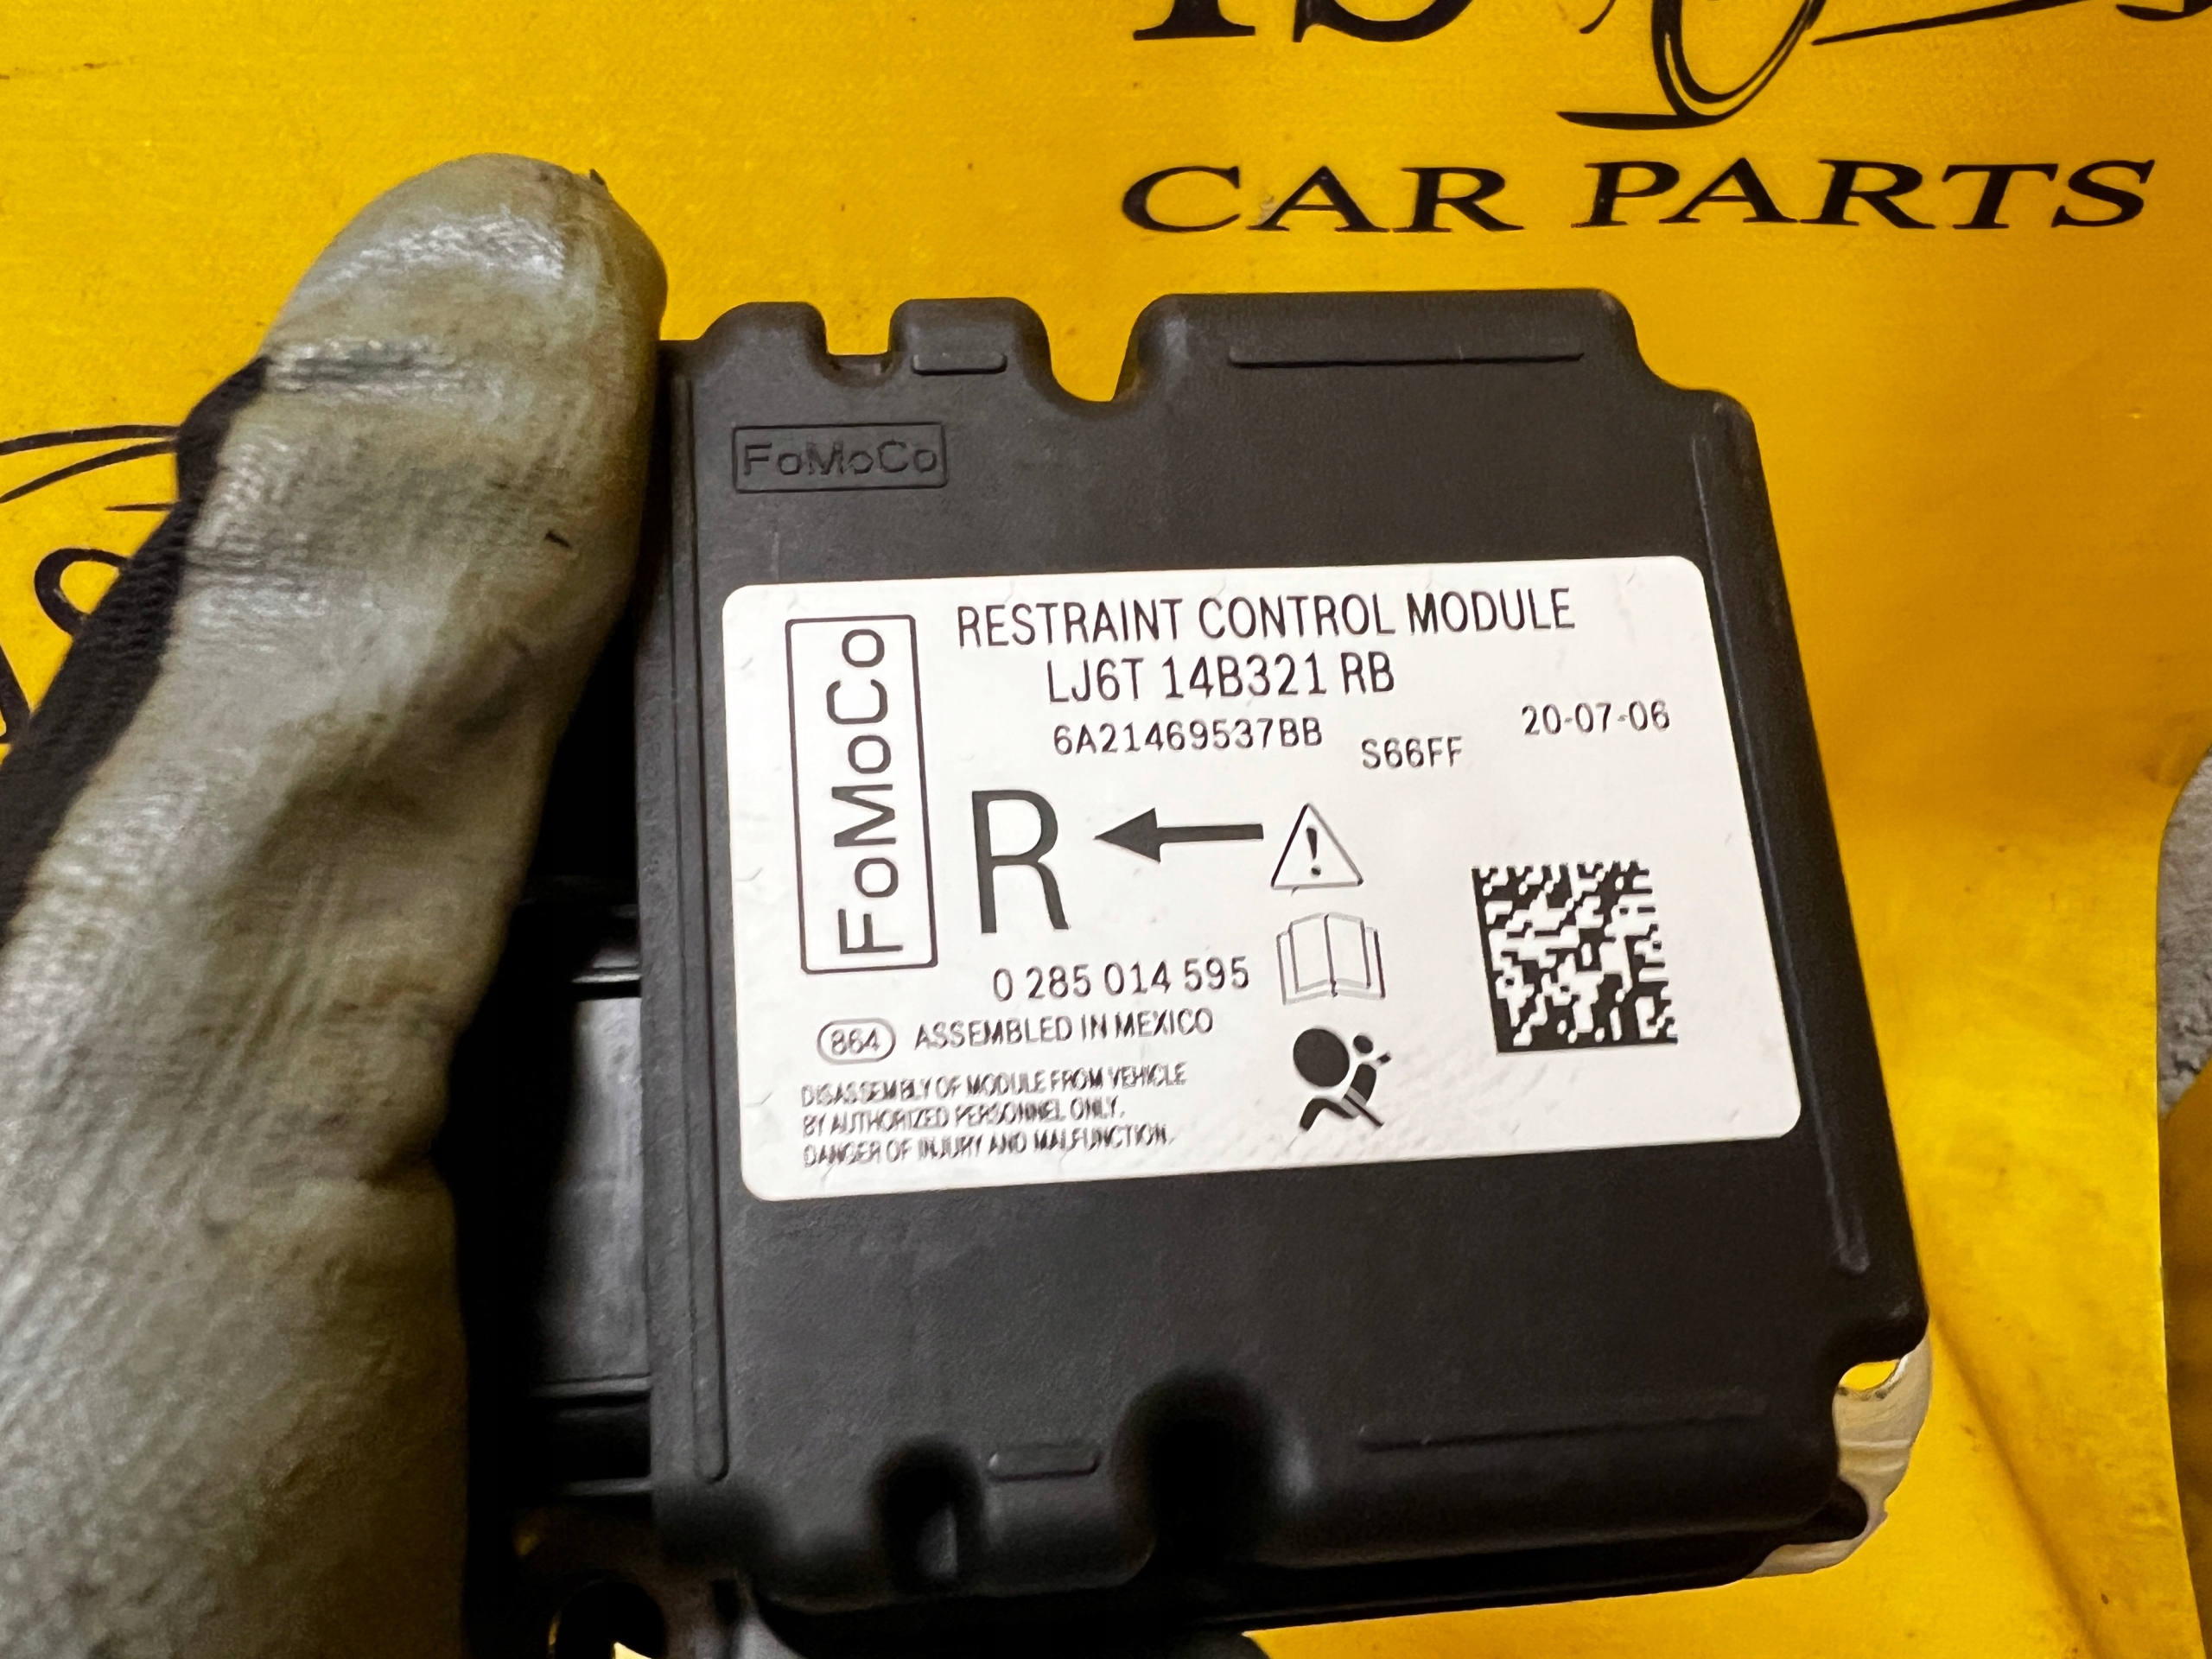 CAR PARTS
FoMoCo
FoMoCo
RESTRAINT CONTROL MODULE
LJ6T 14B321 RB
6A21469537BB S66FF 20-07-06
R
0 285 014 595
864 ASSEMBLED IN MEXICO
DISASSEMBLY OF MODULE FROM VEHICLE
BY AUTHORIZED PERSONNEL ONLY.
DANGER OF INJURY AND MALFUNCTION.